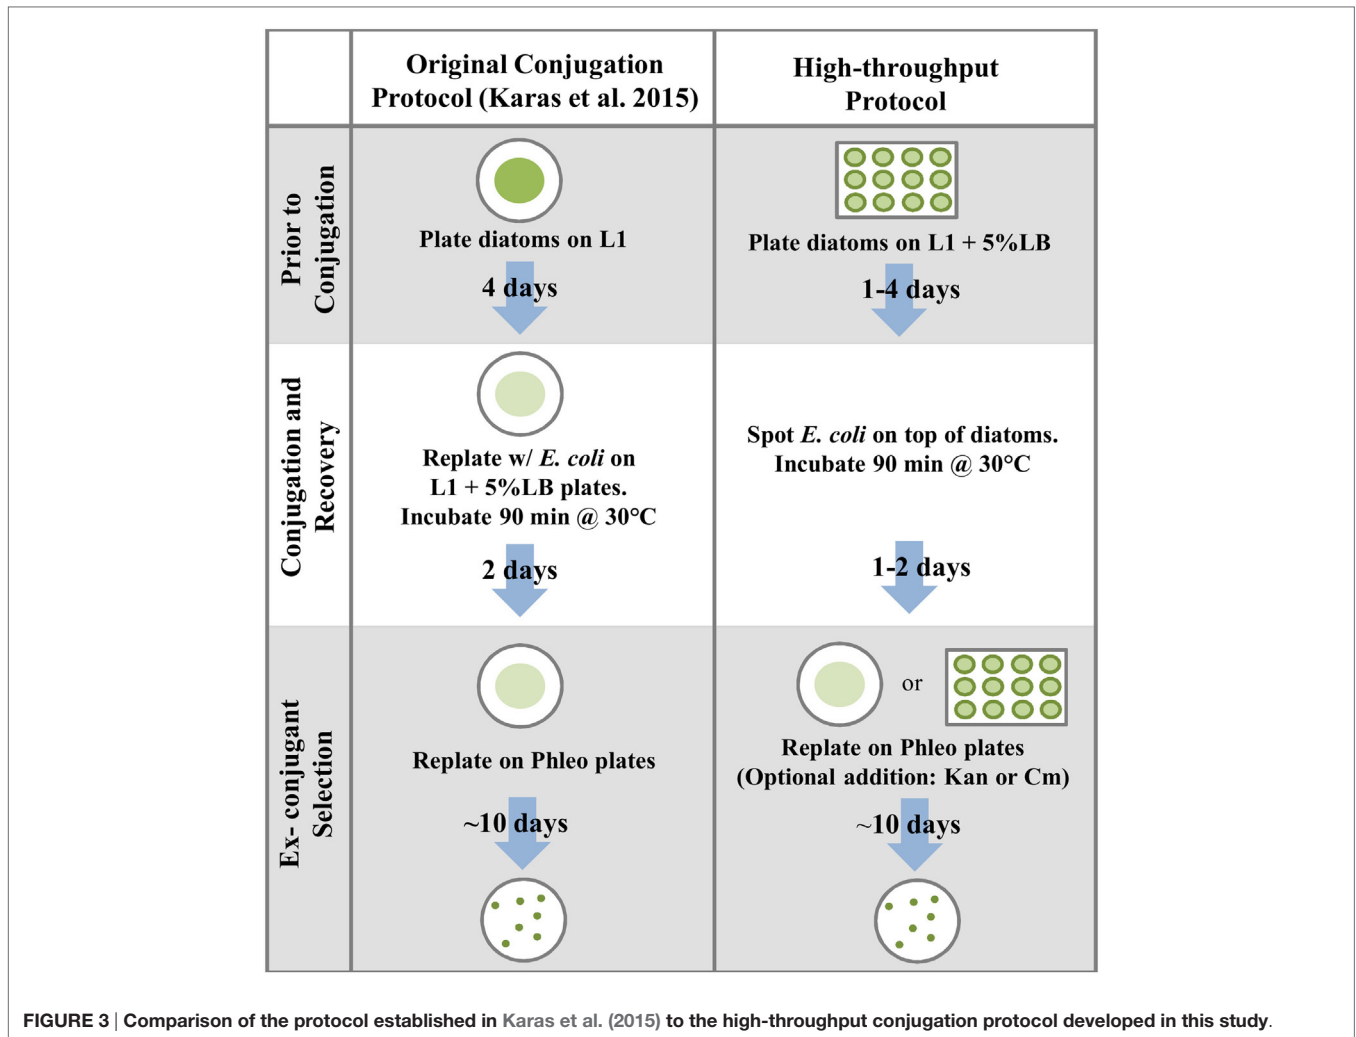 Original Conjugation
Protocol (Karas et al. 2015)
High-throughput
Protocol
Prior to
Conjugation
Plate diatoms on L1
4 days
Plate diatoms on L1 + 5%LB
1-4 days
Conjugation and
Recovery
Replate w/ E. coli on
L1 + 5%LB plates.
Incubate 90 min @ 30°C
2 days
Spot E. coli on top of diatoms.
Incubate 90 min @ 30°C
1-2 days
Ex- conjugant
Selection
Replate on Phleo plates
~10 days
or
Replate on Phleo plates
(Optional addition: Kan or Cm)
~10 days
FIGURE 3 | Comparison of the protocol established in Karas et al. (2015) to the high-throughput conjugation protocol developed in this study.